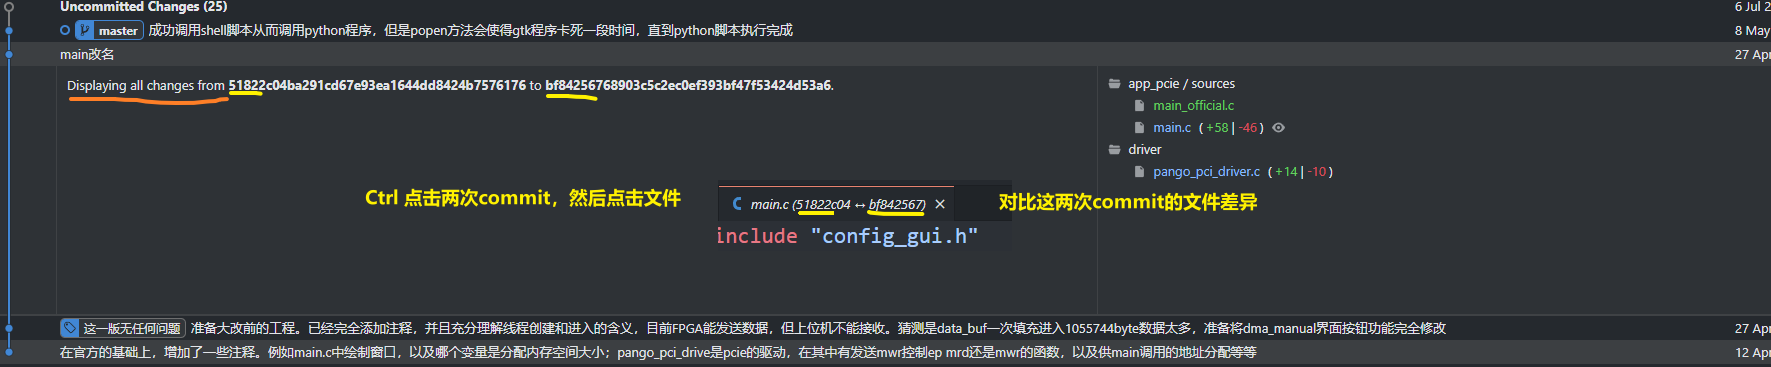 Uncommitted Changes (25) 6 Jul 2
master 成功调用shell脚本从而调用python程序，但是popen方法会使得gtk程序卡死一段时间，直到python脚本执行完成 8 May
main改名 27 Apr
Displaying all changes from 51822c04ba291cd67e93ea1644dd8424b7576176 to bf84256768903c5c2ec0ef393bf47f53424d53a6.
app_pcie / sources
main_official.c
main.c ( +58 | -46 )
driver
pango_pci_driver.c ( +14 | -10 )
Ctrl 点击两次commit，然后点击文件
main.c (51822c04 ↔ bf842567) ×
include "config_gui.h"
对比这两次commit的文件差异
这一版无任何问题 准备大改前的工程。已经完全添加注释，并且充分理解线程创建和进入的含义，目前FPGA能发送数据，但上位机不能接收。猜测是data_buf一次填充进入1055744byte数据太多，准备将dma_manual界面按钮功能完全修改 27 Apr
在官方的基础上，增加了一些注释。例如main.c中绘制窗口，以及哪个变量是分配内存空间大小；pango_pci_drive是pcie的驱动，在其中有发送mwr控制ep mrd还是mwr的函数，以及供main调用的地址分配等等 12 Apr